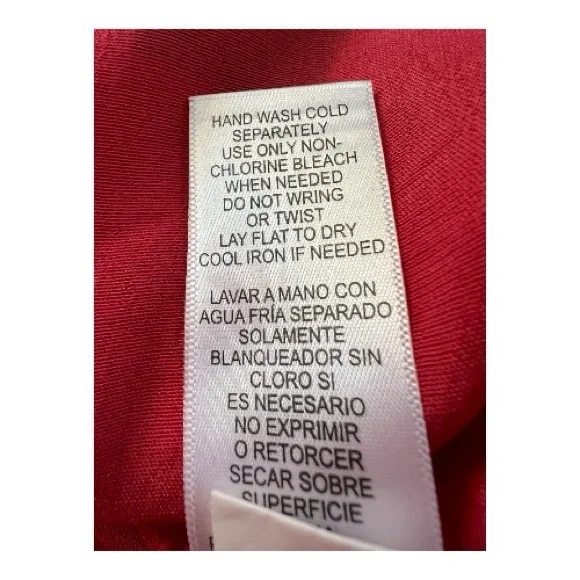 HAND WASH COLD
SEPARATELY
USE ONLY NON-
CHLORINE BLEACH
WHEN NEEDED
DO NOT WRING
OR TWIST
LAY FLAT TO DRY
COOL IRON IF NEEDED
LAVAR A MANO CON
AGUA FRÍA SEPARADO
SOLAMENTE
BLANQUEADOR SIN
CLORO SI
ES NECESARIO
NO EXPRIMIR
O RETORCER
SECAR SOBRE
SUPERFICIE